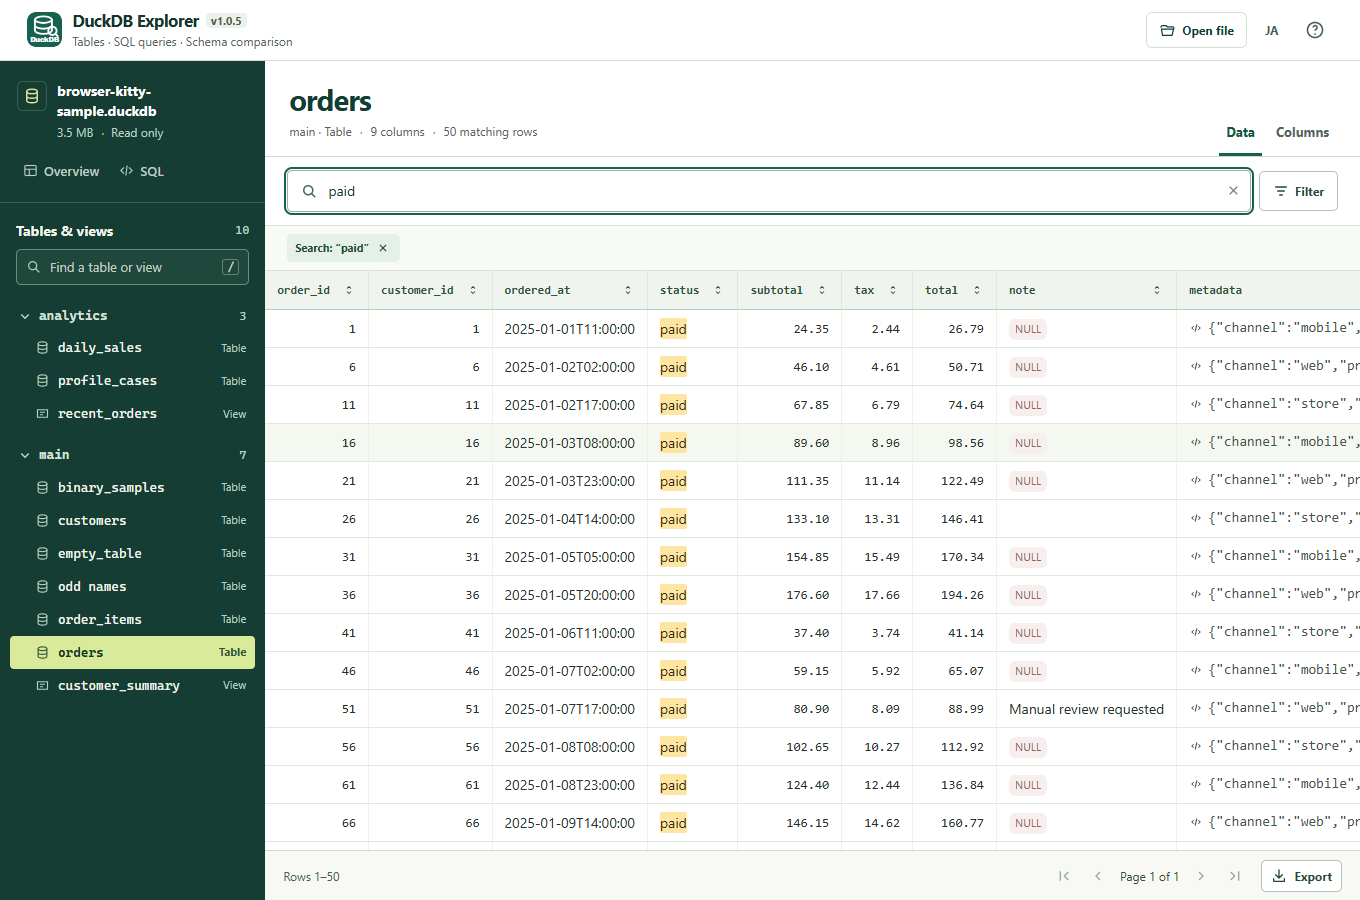 DuckDB
DuckDB Explorer v1.0.5
Tables · SQL queries · Schema comparison
Open file
JA
browser-kitty-
sample.duckdb
3.5 MB · Read only
Overview
SQL
Tables & views 10
Find a table or view /
analytics 3
daily_sales Table
profile_cases Table
recent_orders View
main 7
binary_samples Table
customers Table
empty_table Table
odd names Table
order_items Table
orders Table
customer_summary View
orders
main · Table · 9 columns · 50 matching rows
Data
Columns
paid
Filter
Search: “paid” ×
order_id customer_id ordered_at status subtotal tax total note metadata
1 1 2025-01-01T11:00:00 paid 24.35 2.44 26.79 NULL {"channel":"mobile",
6 6 2025-01-02T02:00:00 paid 46.10 4.61 50.71 NULL {"channel":"web","pr
11 11 2025-01-02T17:00:00 paid 67.85 6.79 74.64 NULL {"channel":"store","
16 16 2025-01-03T08:00:00 paid 89.60 8.96 98.56 NULL {"channel":"mobile",
21 21 2025-01-03T23:00:00 paid 111.35 11.14 122.49 NULL {"channel":"web","pr
26 26 2025-01-04T14:00:00 paid 133.10 13.31 146.41 {"channel":"store","
31 31 2025-01-05T05:00:00 paid 154.85 15.49 170.34 NULL {"channel":"mobile",
36 36 2025-01-05T20:00:00 paid 176.60 17.66 194.26 NULL {"channel":"web","pr
41 41 2025-01-06T11:00:00 paid 37.40 3.74 41.14 NULL {"channel":"store","
46 46 2025-01-07T02:00:00 paid 59.15 5.92 65.07 NULL {"channel":"mobile",
51 51 2025-01-07T17:00:00 paid 80.90 8.09 88.99 Manual review requested {"channel":"web","pr
56 56 2025-01-08T08:00:00 paid 102.65 10.27 112.92 NULL {"channel":"store","
61 61 2025-01-08T23:00:00 paid 124.40 12.44 136.84 NULL {"channel":"mobile",
66 66 2025-01-09T14:00:00 paid 146.15 14.62 160.77 NULL {"channel":"web","pr
Rows 1–50
Page 1 of 1
Export